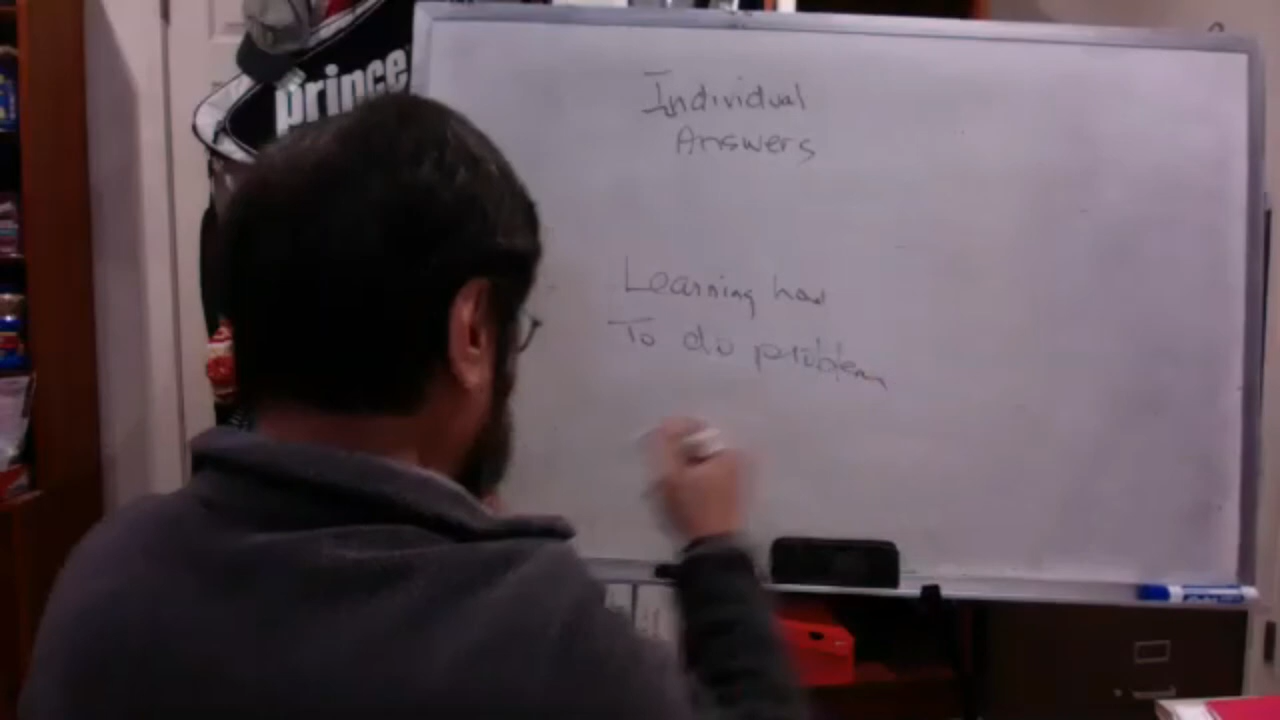 prince
Individual
Answers
Learning how
To do problem